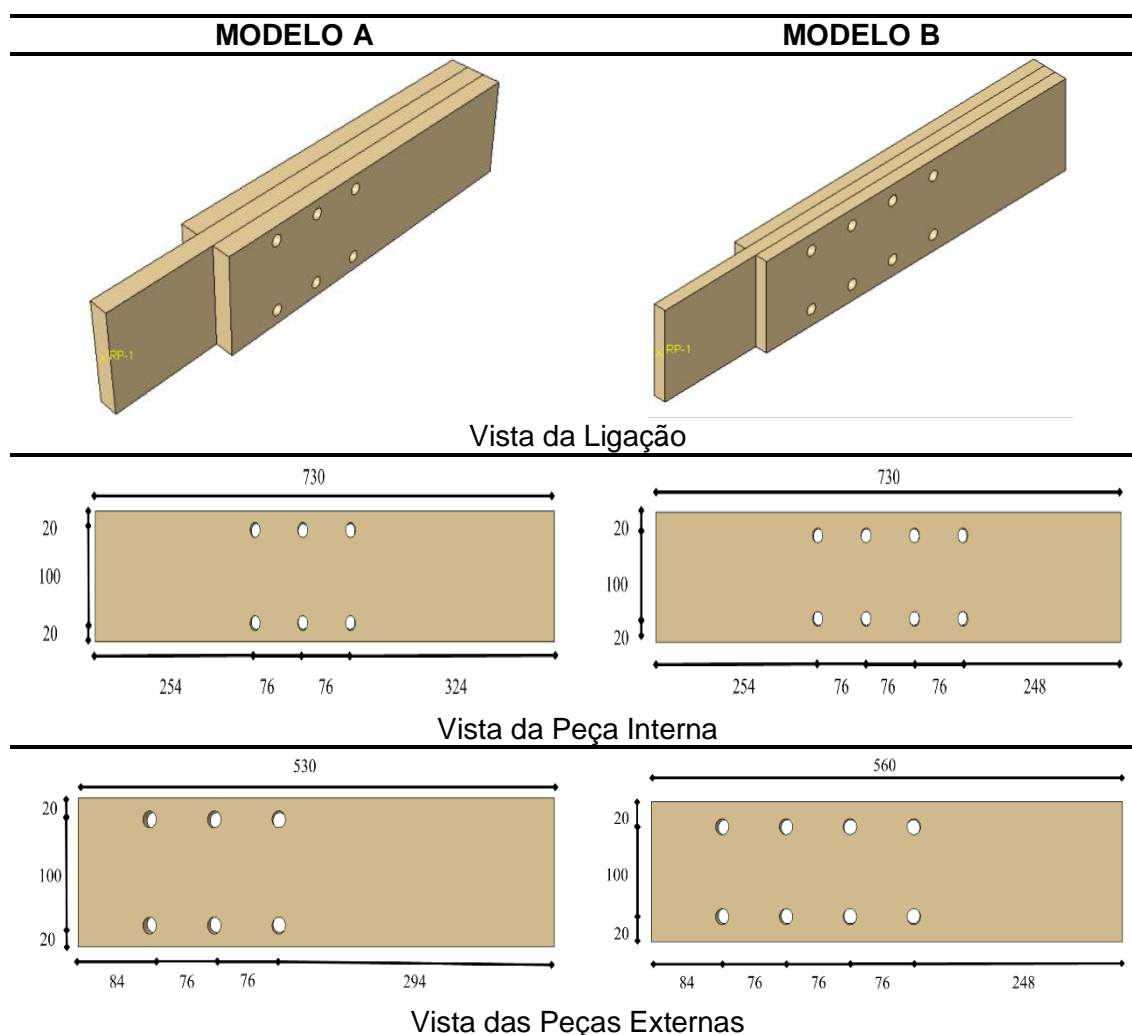 MODELO A MODELO B
RP-1 RP-1
Vista da Ligação
730 730
20 20
100 100
20 20
254 76 76 324 254 76 76 76 248
Vista da Peça Interna
530 560
20 20
100 100
20 20
84 76 76 294 84 76 76 76 248
Vista das Peças Externas